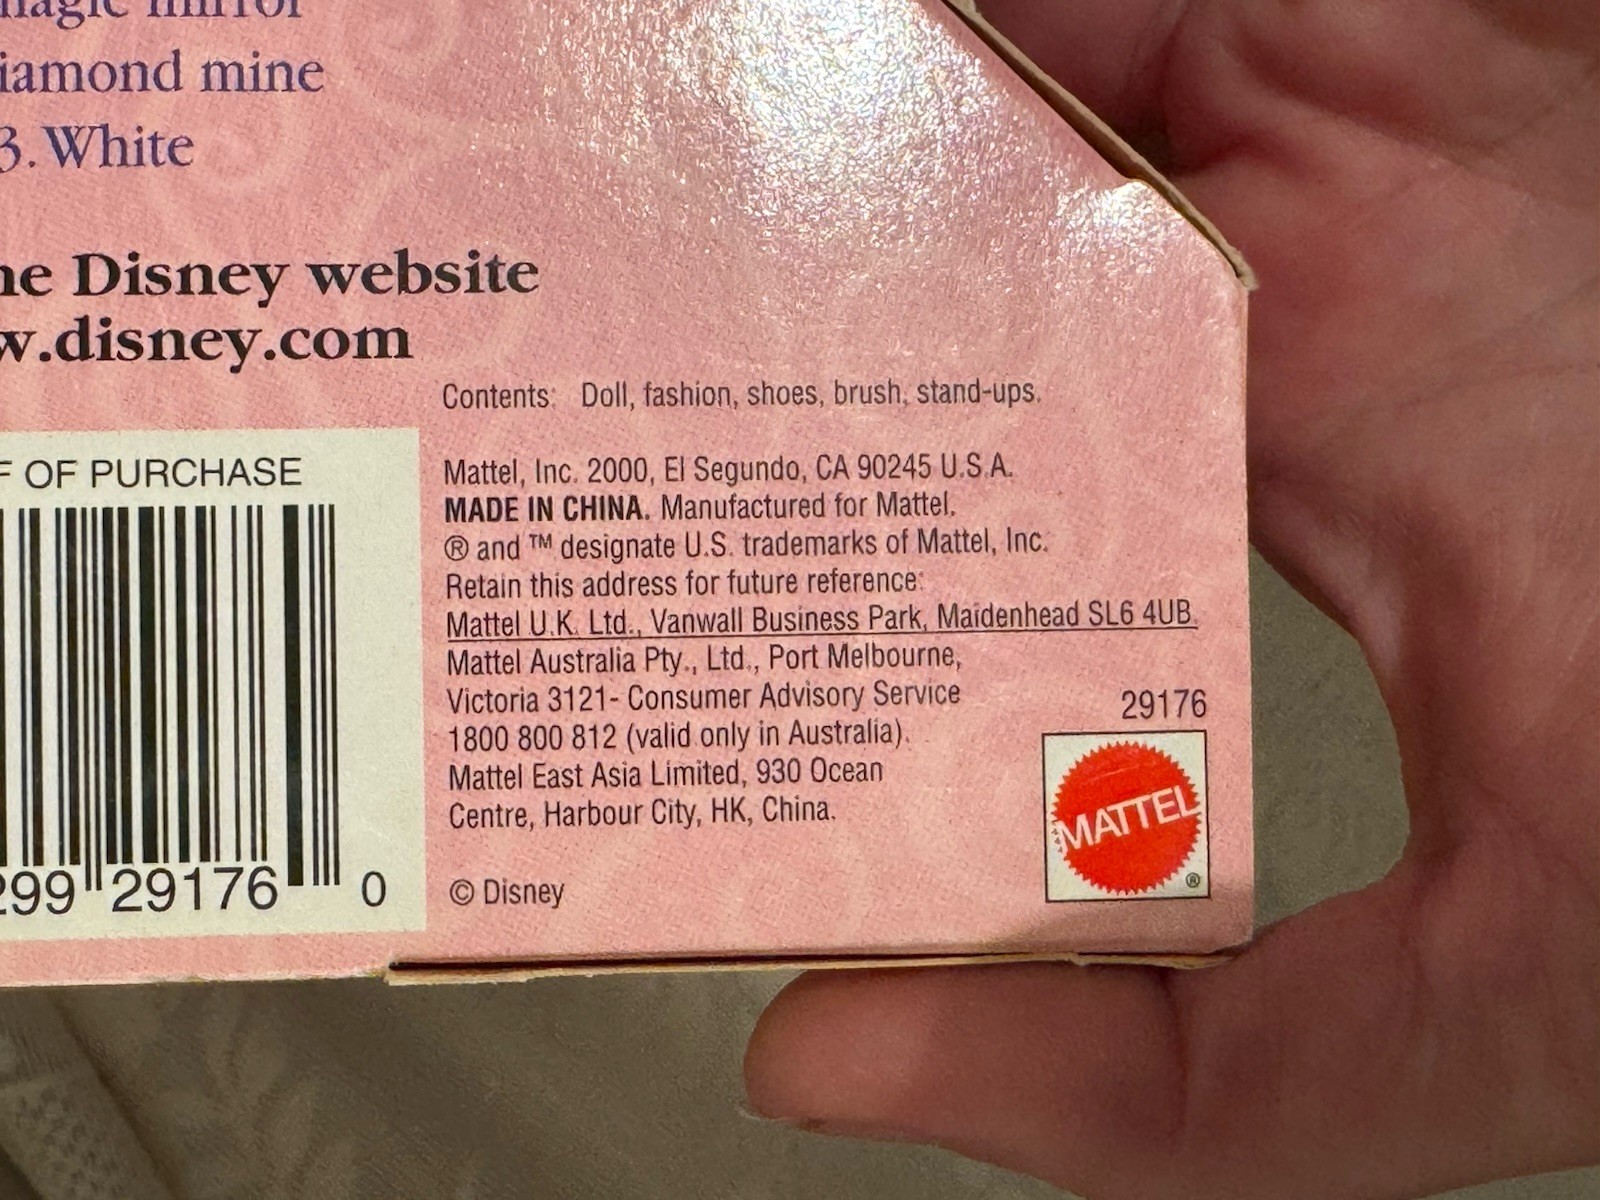 magic mirror
iamond mine
3. White
he Disney website
w.disney.com
Contents: Doll, fashion, shoes, brush, stand-ups.
F OF PURCHASE
299 29176 0
Mattel, Inc. 2000, El Segundo, CA 90245 U.S.A.
MADE IN CHINA. Manufactured for Mattel.
® and ™ designate U.S. trademarks of Mattel, Inc.
Retain this address for future reference:
Mattel U.K. Ltd., Vanwall Business Park, Maidenhead SL6 4UB.
Mattel Australia Pty., Ltd., Port Melbourne,
Victoria 3121- Consumer Advisory Service
1800 800 812 (valid only in Australia).
Mattel East Asia Limited, 930 Ocean
Centre, Harbour City, HK, China.
© Disney
29176
MATTEL
®